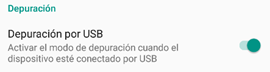 Depuración
Depuración por USB
Activar el modo de depuración cuando el
dispositivo esté conectado por USB